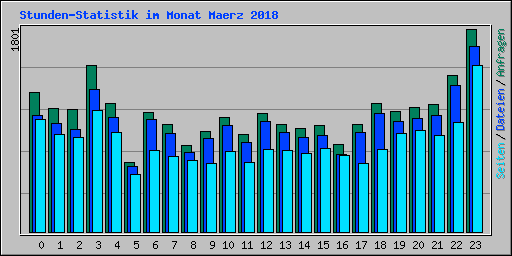 Stunden-Statistik im Monat Maerz 2018
1801
Seiten/Dateien/Anfragen
0 1 2 3 4 5 6 7 8 9 10 11 12 13 14 15 16 17 18 19 20 21 22 23